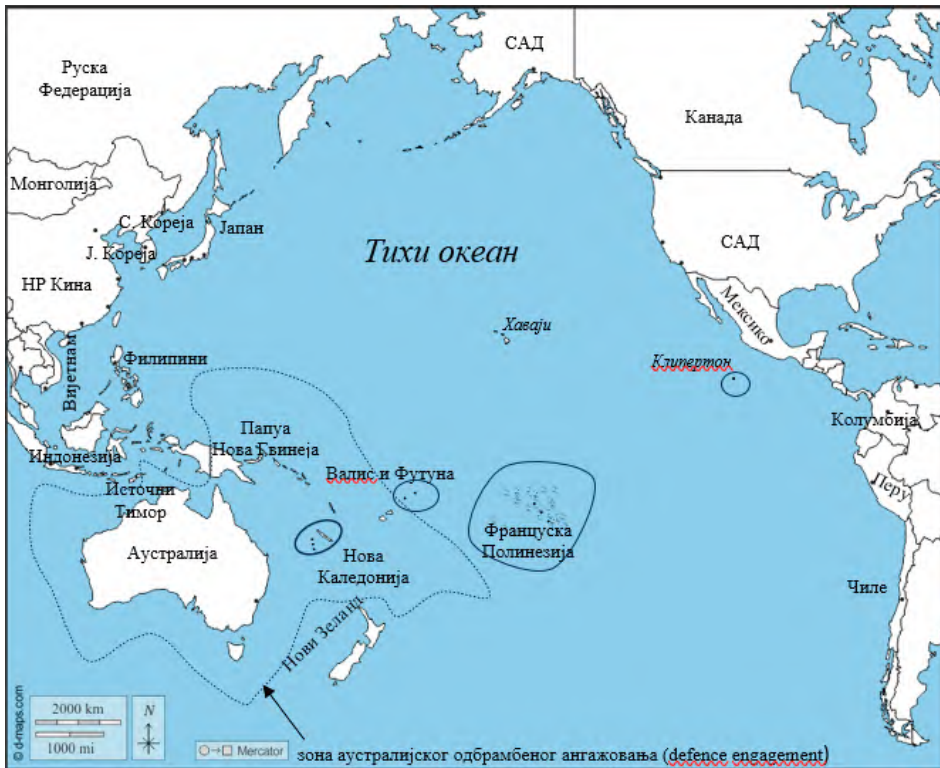 САД
Руска
Федерација
Канада
Монголија
С. Кореја
Јапан
САД
Ј. Кореја
Тихи океан
НР Кина
Мексико
Хаваји
Вијетнам
Филипини
Клипертон
Папуа
Нова Гвинеја
Колумбија
Индонезија
Валис и Футуна
Перу
Источни
Тимор
Француска
Полинезија
Аустралија
Нова
Каледонија
Чиле
Нови Зеланд
2000 km
1000 mi
N
Mercator
© d-maps.com
зона аустралијског одбрамбеног ангажовања (defence engagement)